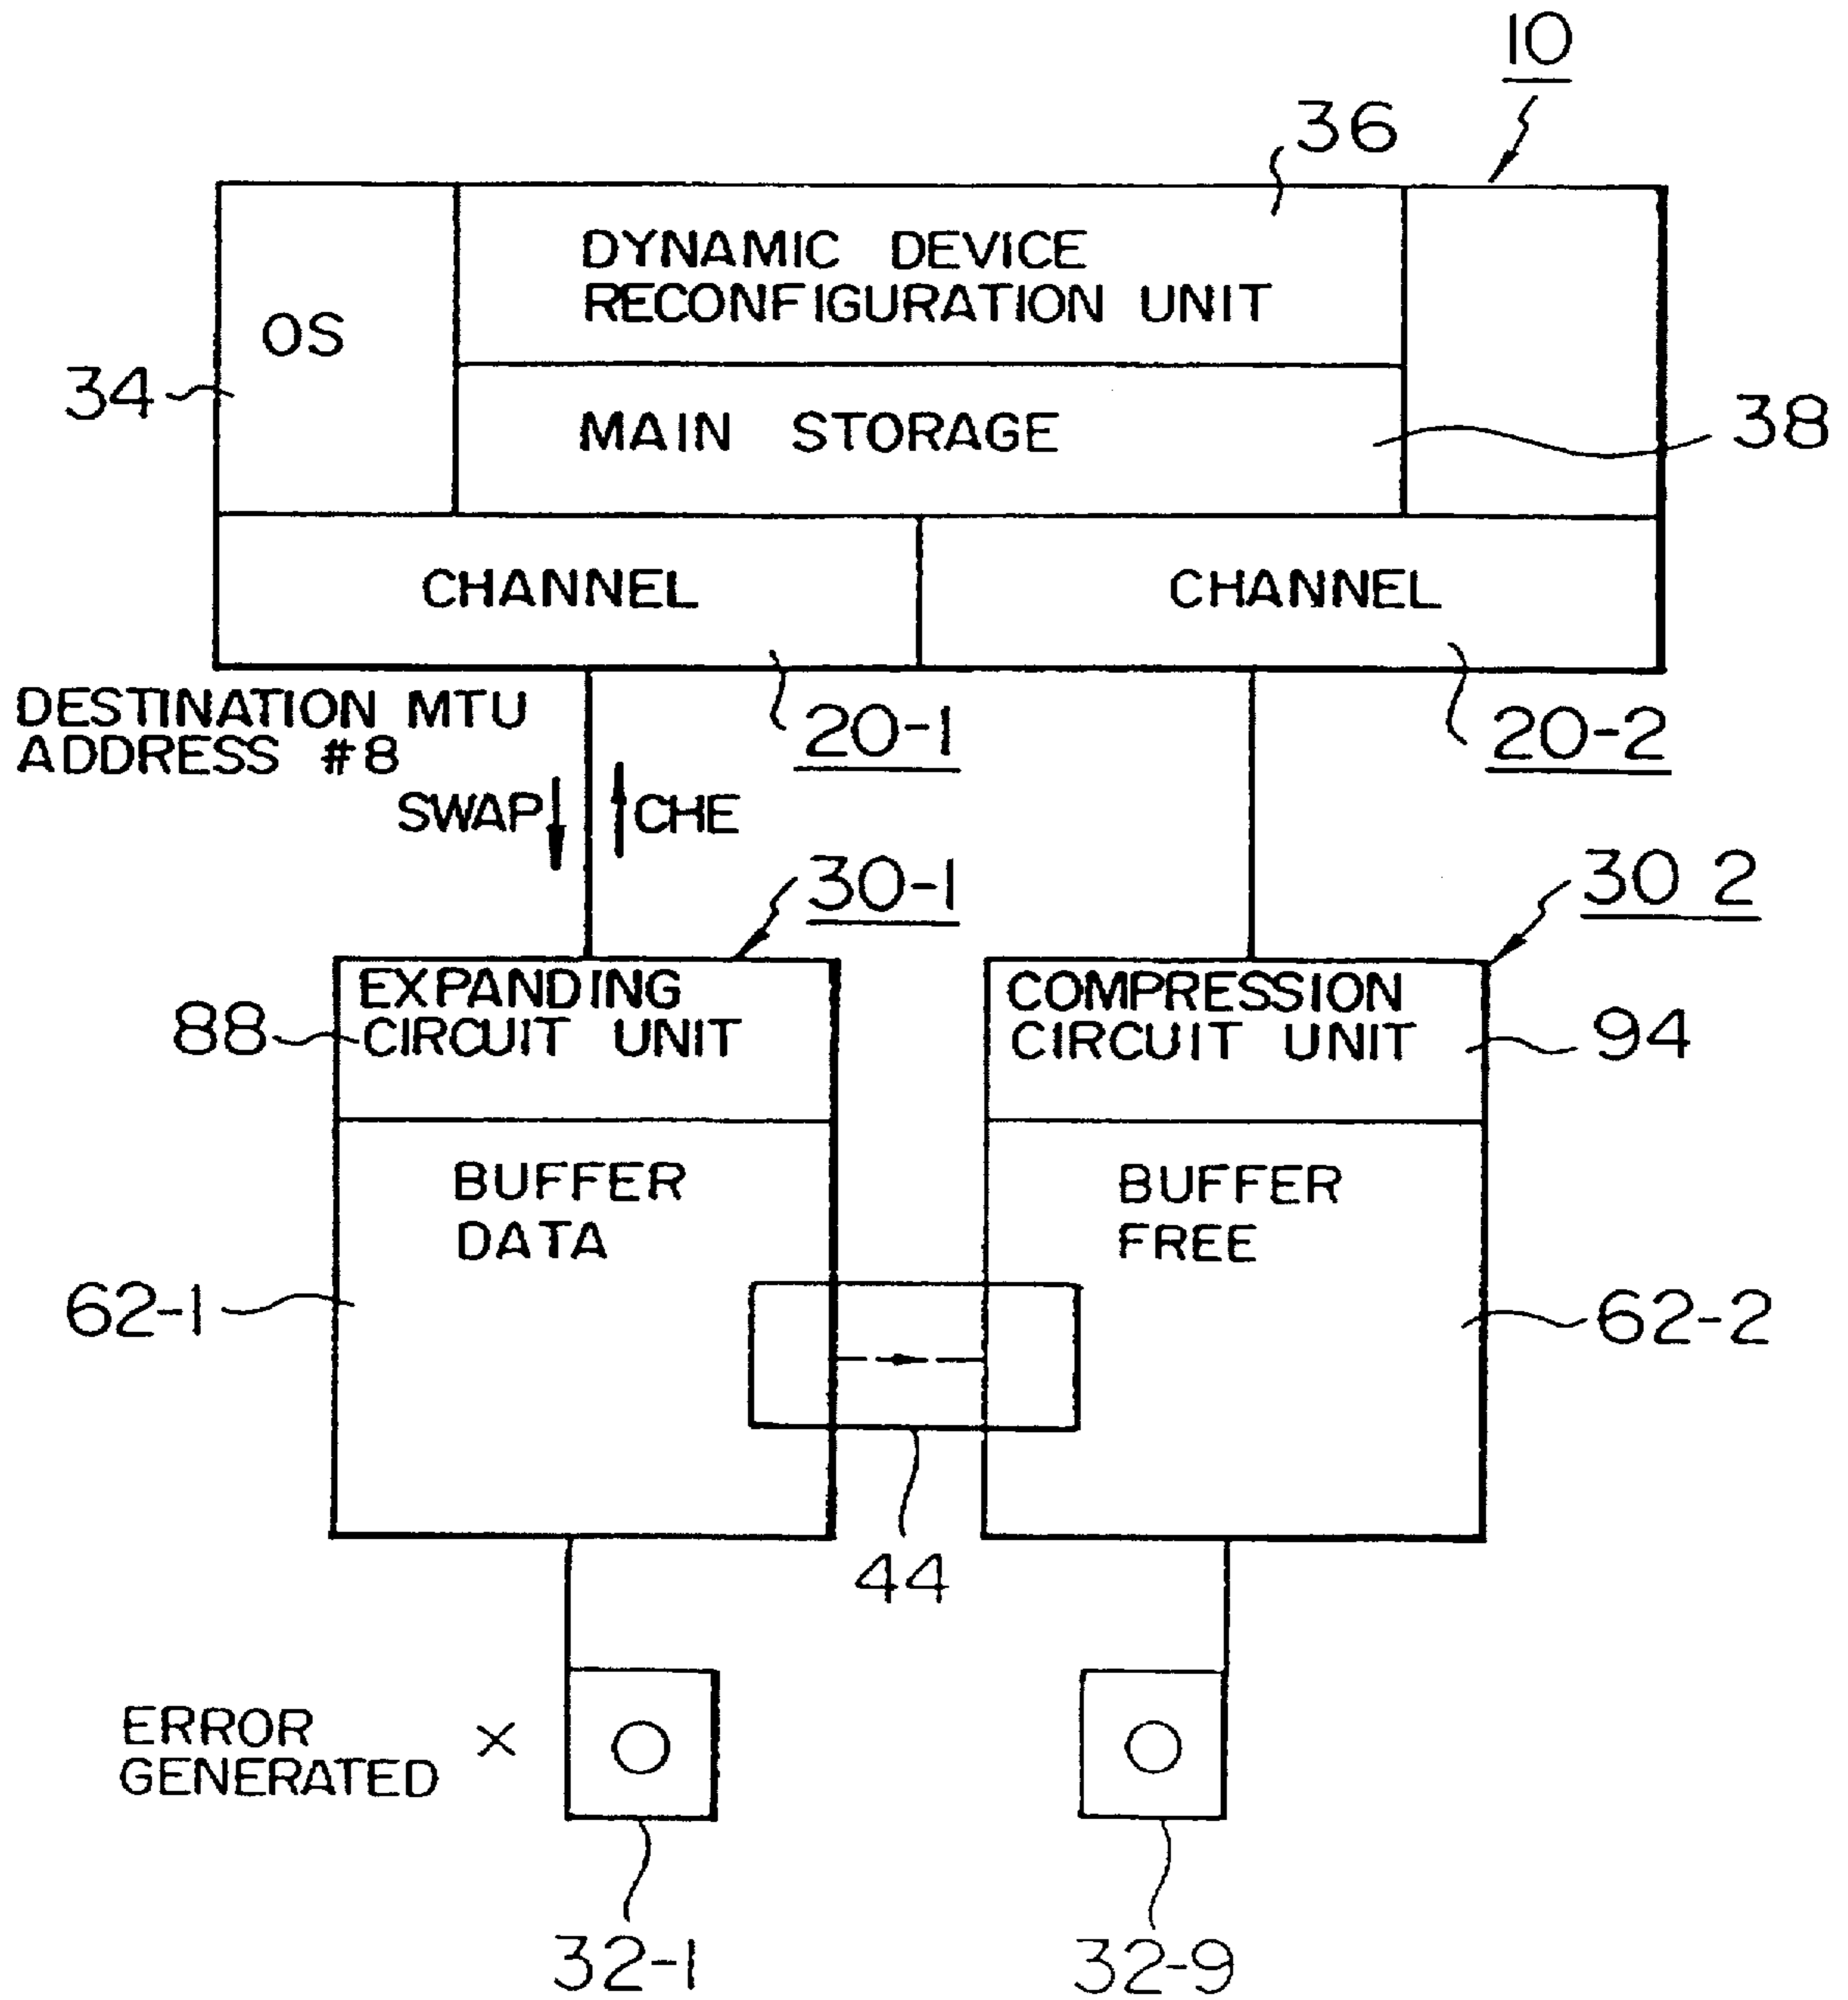 10
36
DYNAMIC DEVICE
RECONFIGURATION UNIT
OS
34
MAIN STORAGE
38
CHANNEL
CHANNEL
DESTINATION MTU
ADDRESS #8
20-1
20-2
SWAP
CHE
30-1
30 2
EXPANDING
CIRCUIT UNIT
88
COMPRESSION
CIRCUIT UNIT
94
BUFFER
DATA
BUFFER
FREE
62-1
62-2
44
ERROR
GENERATED
×
32-1
32-9